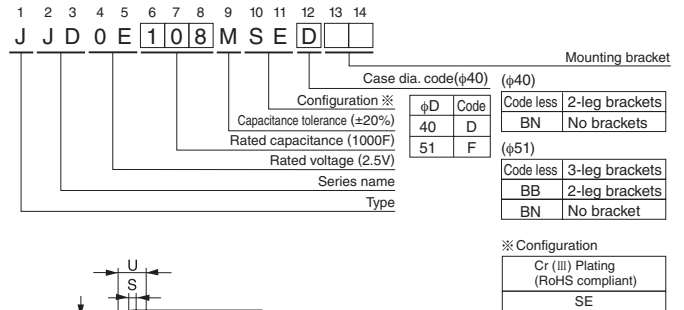 1 2 3 4 5 6 7 8 9 10 11 12 13 14
J J D 0 E 1 0 8 M S E D
Mounting bracket
Case dia. code(ϕ40)
Configuration ※
Capacitance tolerance (±20%)
Rated capacitance (1000F)
Rated voltage (2.5V)
Series name
Type
ϕD Code
40 D
51 F
(ϕ40)
Code less 2-leg brackets
BN No brackets
(ϕ51)
Code less 3-leg brackets
BB 2-leg brackets
BN No bracket
※Configuration
Cr (Ⅲ) Plating
(RoHS compliant)
SE
U
S